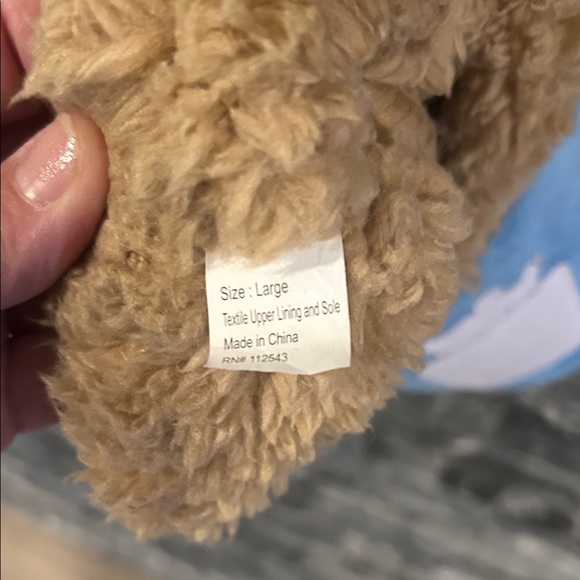 Size : Large
Textile Upper Lining and Sole
Made in China
RN# 112543